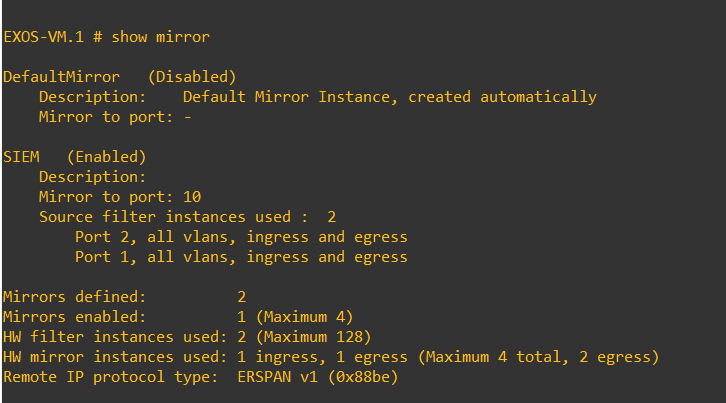 EXOS-VM.1 # show mirror
DefaultMirror   (Disabled)
    Description:    Default Mirror Instance, created automatically
    Mirror to port: -
SIEM   (Enabled)
    Description:
    Mirror to port: 10
    Source filter instances used :  2
        Port 2, all vlans, ingress and egress
        Port 1, all vlans, ingress and egress
Mirrors defined:          2
Mirrors enabled:          1 (Maximum 4)
HW filter instances used: 2 (Maximum 128)
HW mirror instances used: 1 ingress, 1 egress (Maximum 4 total, 2 egress)
Remote IP protocol type:  ERSPAN v1 (0x88be)